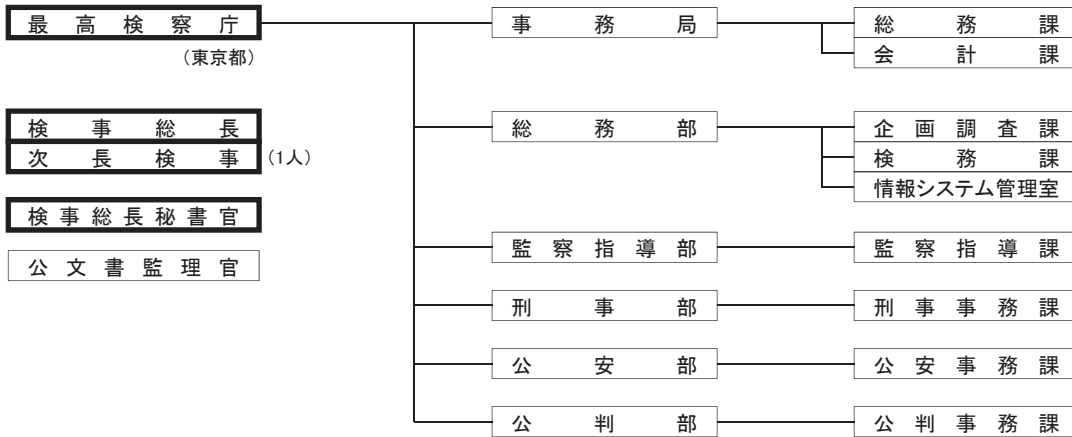 最高検察庁
(東京都)
検事総長
次長検事 (1人)
検事総長秘書官
公文書監理官
事務局
総務課
会計課
総務部
企画調査課
検務課
情報システム管理室
監察指導部
監察指導課
刑事部
刑事事務課
公安部
公安事務課
公判部
公判事務課